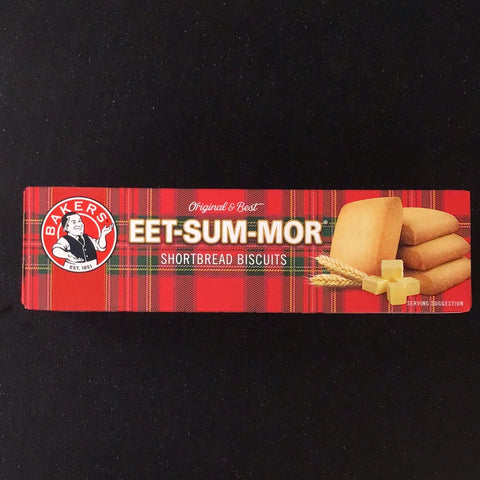 BAKERS
EST. 1851
Original & Best
EET-SUM-MOR®
SHORTBREAD BISCUITS
SERVING SUGGESTION